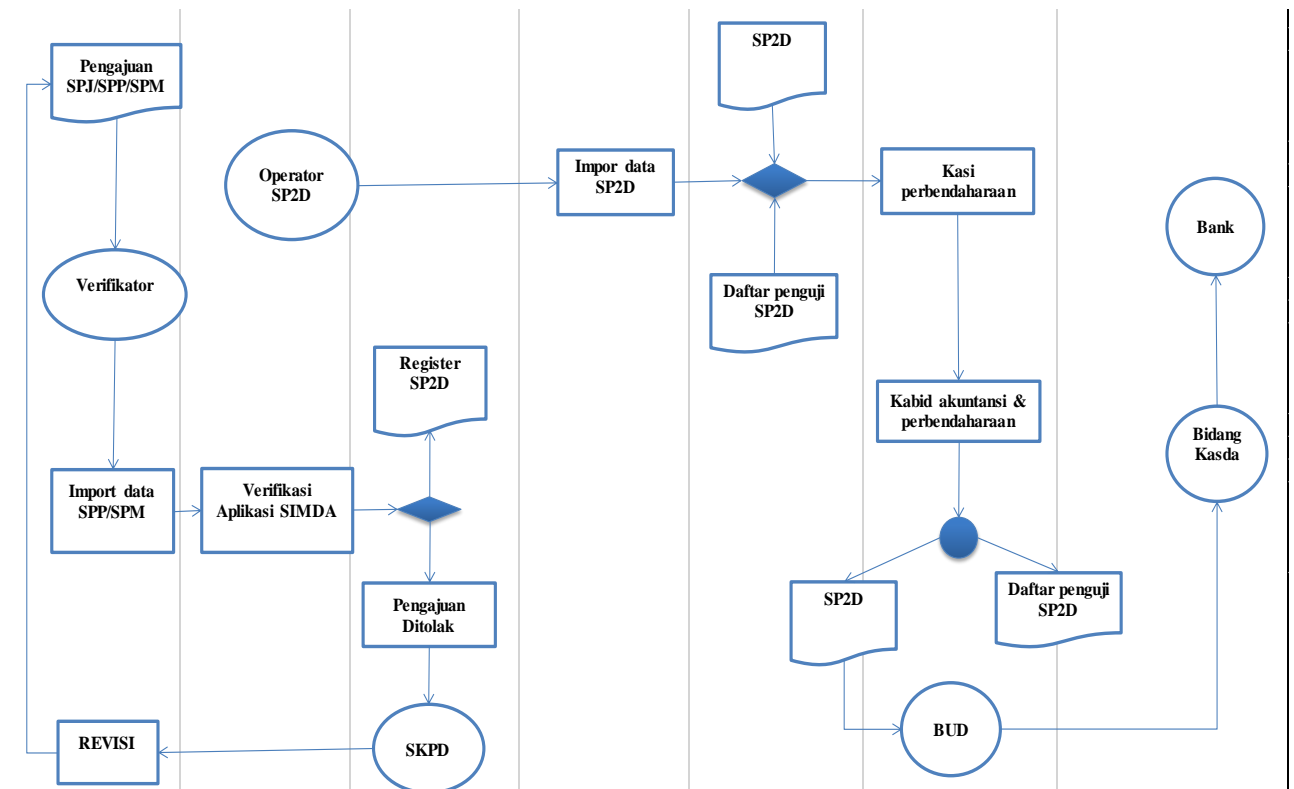 Pengajuan
SPJ/SPP/SPM
SP2D
Operator
SP2D
Impor data
SP2D
Kasi
perbendaharaan
Bank
Verifikator
Daftar penguji
SP2D
Register
SP2D
Kabid akuntansi &
perbendaharaan
Bidang
Kasda
Import data
SPP/SPM
Verifikasi
Aplikasi SIMDA
Pengajuan
Ditolak
SP2D
Daftar penguji
SP2D
REVISI
SKPD
BUD